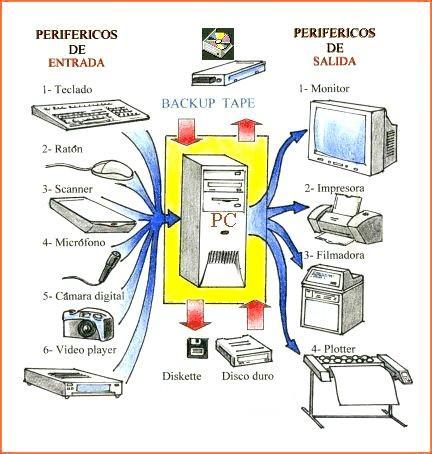 PERIFERICOS
DE
ENTRADA
1- Teclado
2- Ratón
3- Scanner
4- Micrófono
5- Cámara digital
6- Video player
BACKUP TAPE
PC
Diskette
Disco duro
PERIFERICOS
DE
SALIDA
1- Monitor
2- Impresora
3- Filmadora
4- Plotter